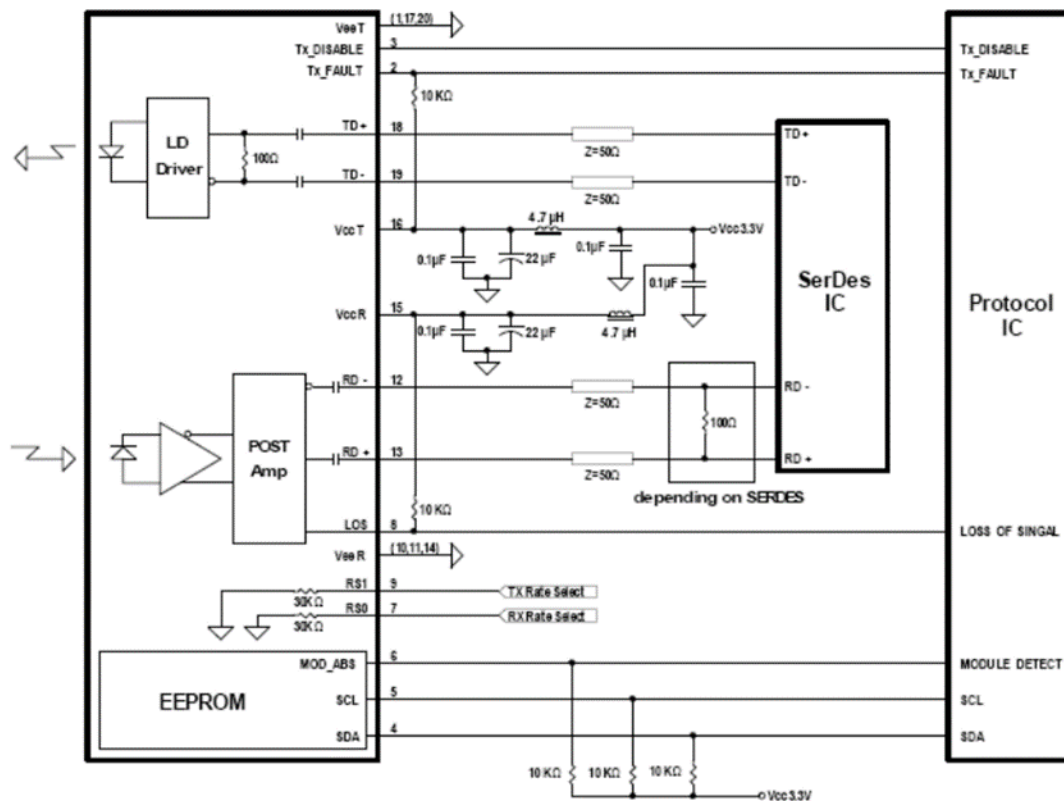 VeeT (1,17,20)
Tx_DISABLE 3 Tx_DISABLE
Tx_FAULT 2 Tx_FAULT
10 KΩ
TD+ 18 TD+
LD
Driver
100Ω
Z=50Ω
TD - 19 TD-
Z=50Ω
4.7 µH
VccT 16 Vcc3.3V
0.1µF 22 µF 0.1µF
0.1µF
SerDes
IC
Protocol
IC
VccR 15
0.1µF 22 µF 4.7 µH
RD - 12 RD -
Z=50Ω
100Ω
POST
Amp
RD + 13 RD +
Z=50Ω
depending on SERDES
10 KΩ
LOS 8 LOSS OF SINGAL
VeeR (10,11,14)
RS1 9 TX Rate Select
30KΩ
RS0 7 RX Rate Select
30KΩ
MOD_ABS 6 MODULE DETECT
EEPROM
SCL 5 SCL
SDA 4 SDA
10 KΩ 10 KΩ 10 KΩ
Vcc3.3V